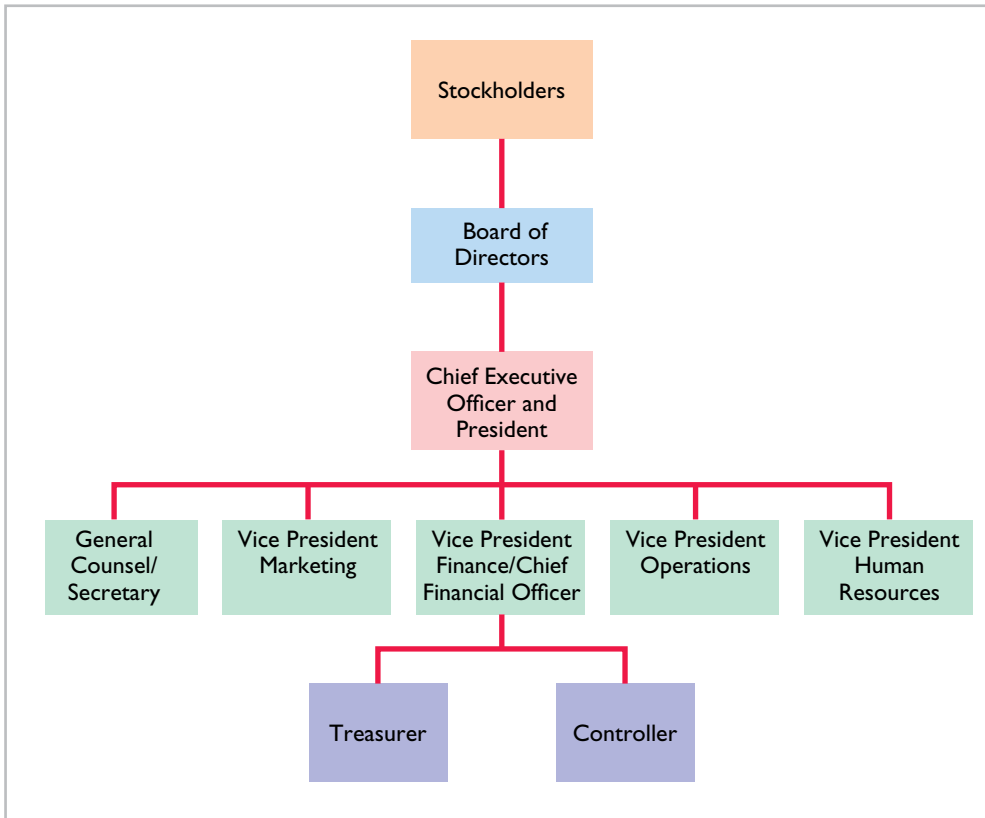 Stockholders
Board of
Directors
Chief Executive
Officer and
President
General
Counsel/
Secretary
Vice President
Marketing
Vice President
Finance/Chief
Financial Officer
Vice President
Operations
Vice President
Human
Resources
Treasurer
Controller